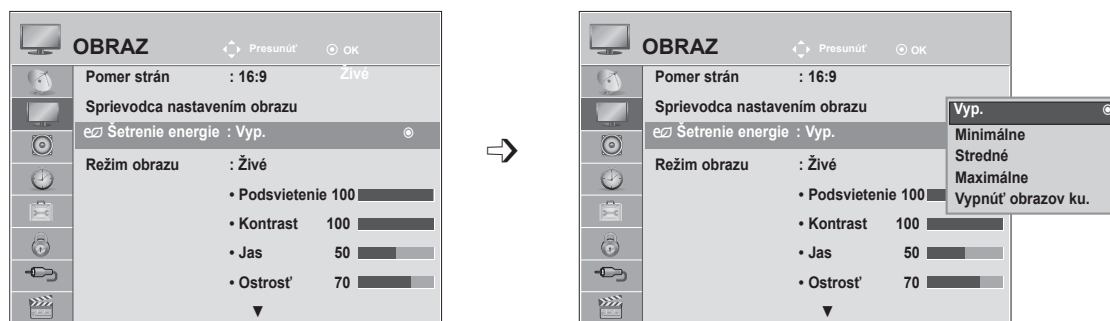 OBRAZ Presunúť OK
Pomer strán : 16:9 Živé
Sprievodca nastavením obrazu
Šetrenie energie : Vyp.
Režim obrazu : Živé
• Podsvietenie 100
• Kontrast 100
• Jas 50
• Ostrosť 70
▼
OBRAZ Presunúť OK
Pomer strán : 16:9
Sprievodca nastavením obrazu
Šetrenie energie : Vyp.
Režim obrazu : Živé
• Podsvietenie 100
• Kontrast 100
• Jas 50
• Ostrosť 70
▼
Vyp.
Minimálne
Stredné
Maximálne
Vypnúť obrazov ku.